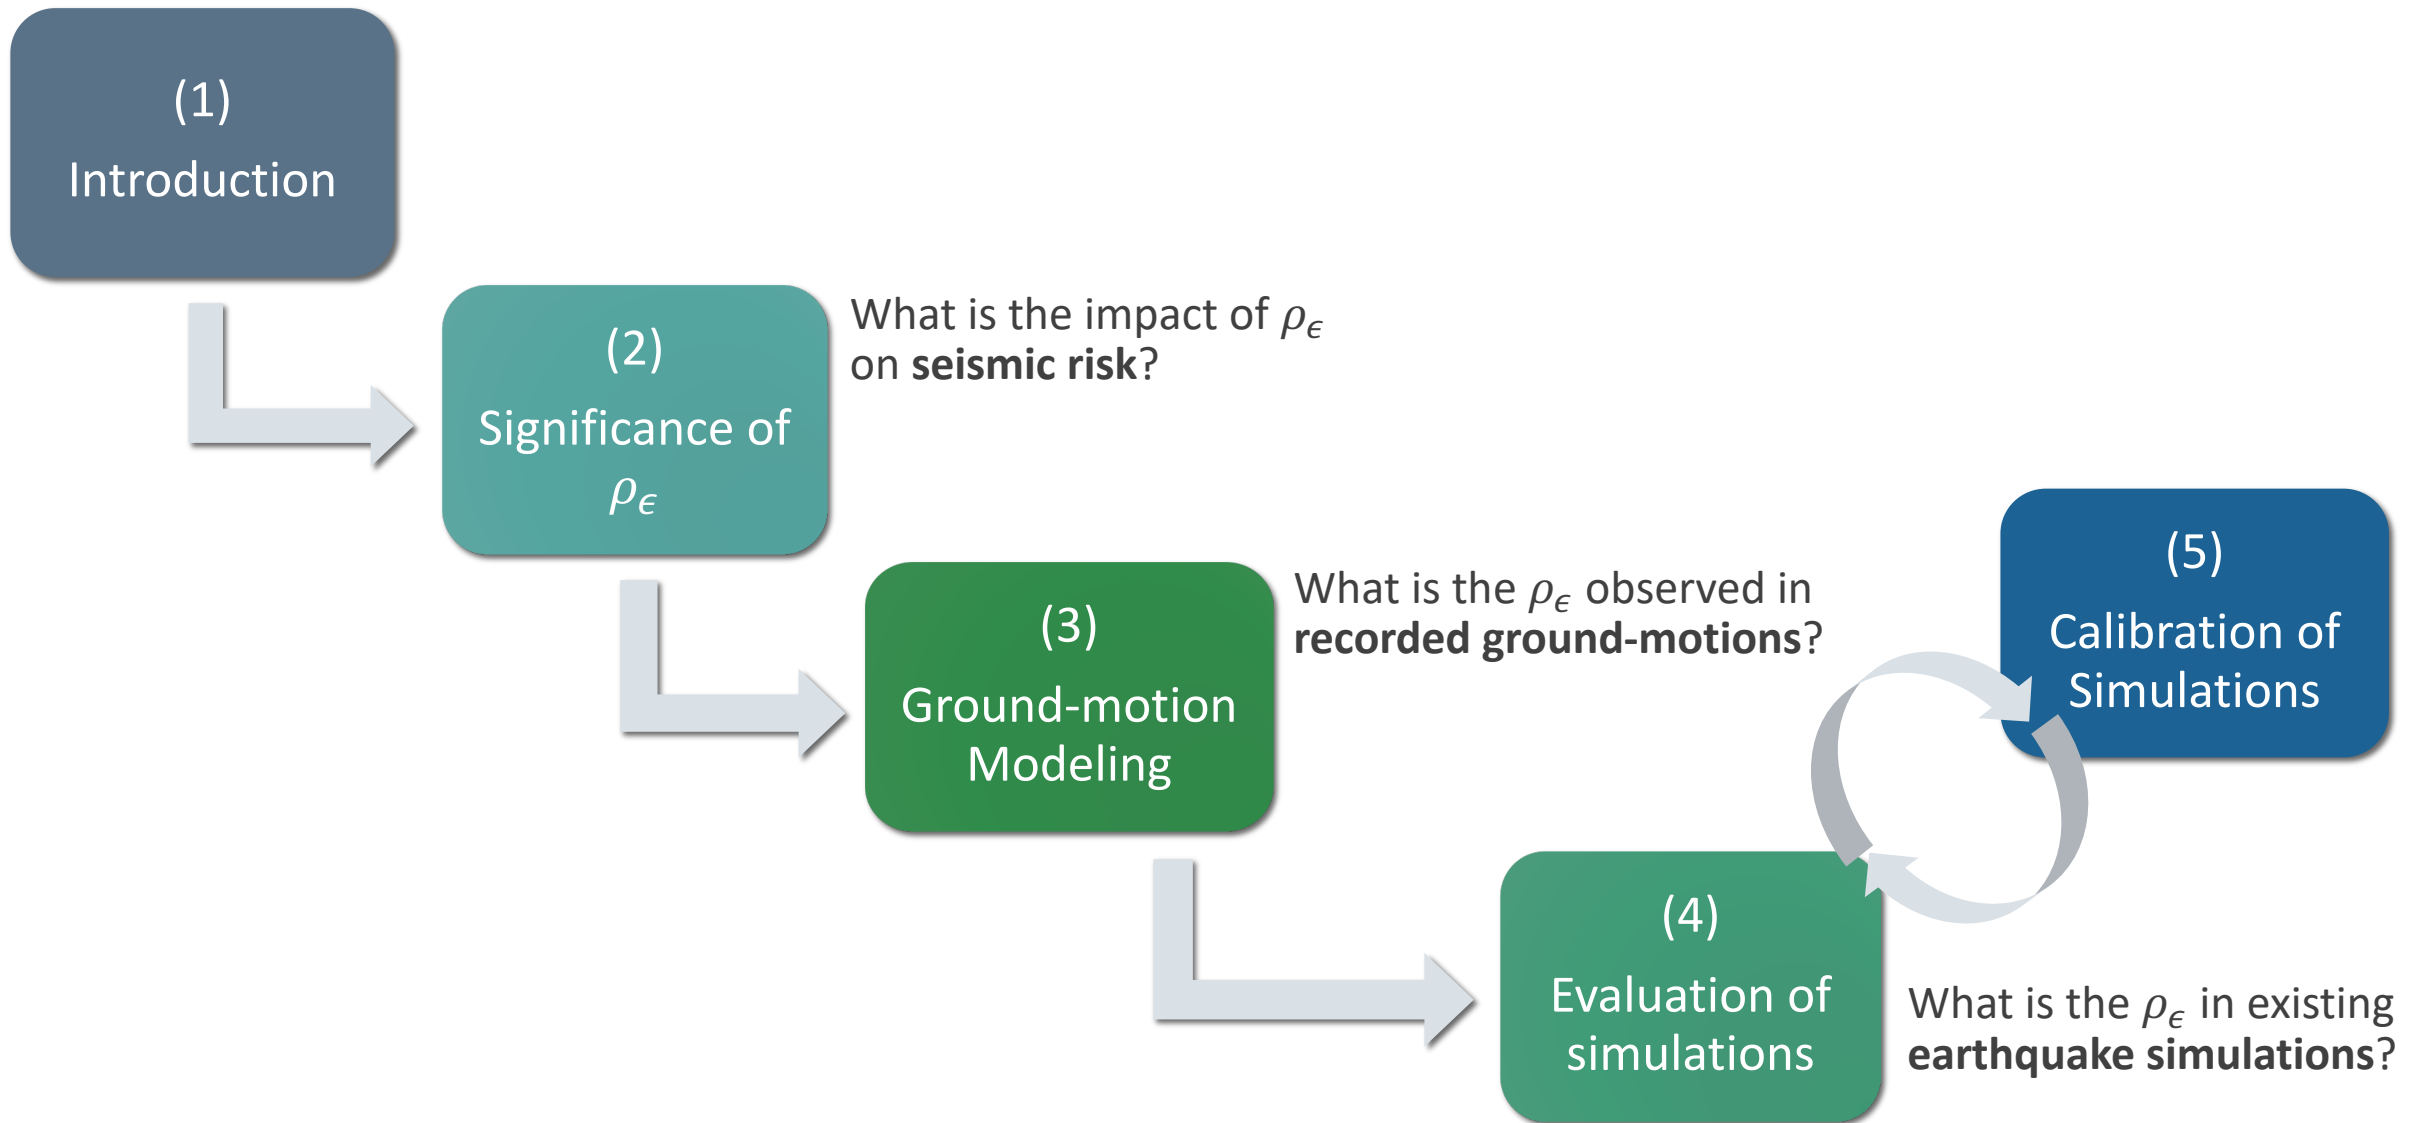 (1)
Introduction
(2)
Significance of
ρϵ
What is the impact of ρϵ
on seismic risk?
(3)
Ground-motion
Modeling
What is the ρϵ observed in
recorded ground-motions?
(5)
Calibration of
Simulations
(4)
Evaluation of
simulations
What is the ρϵ in existing
earthquake simulations?